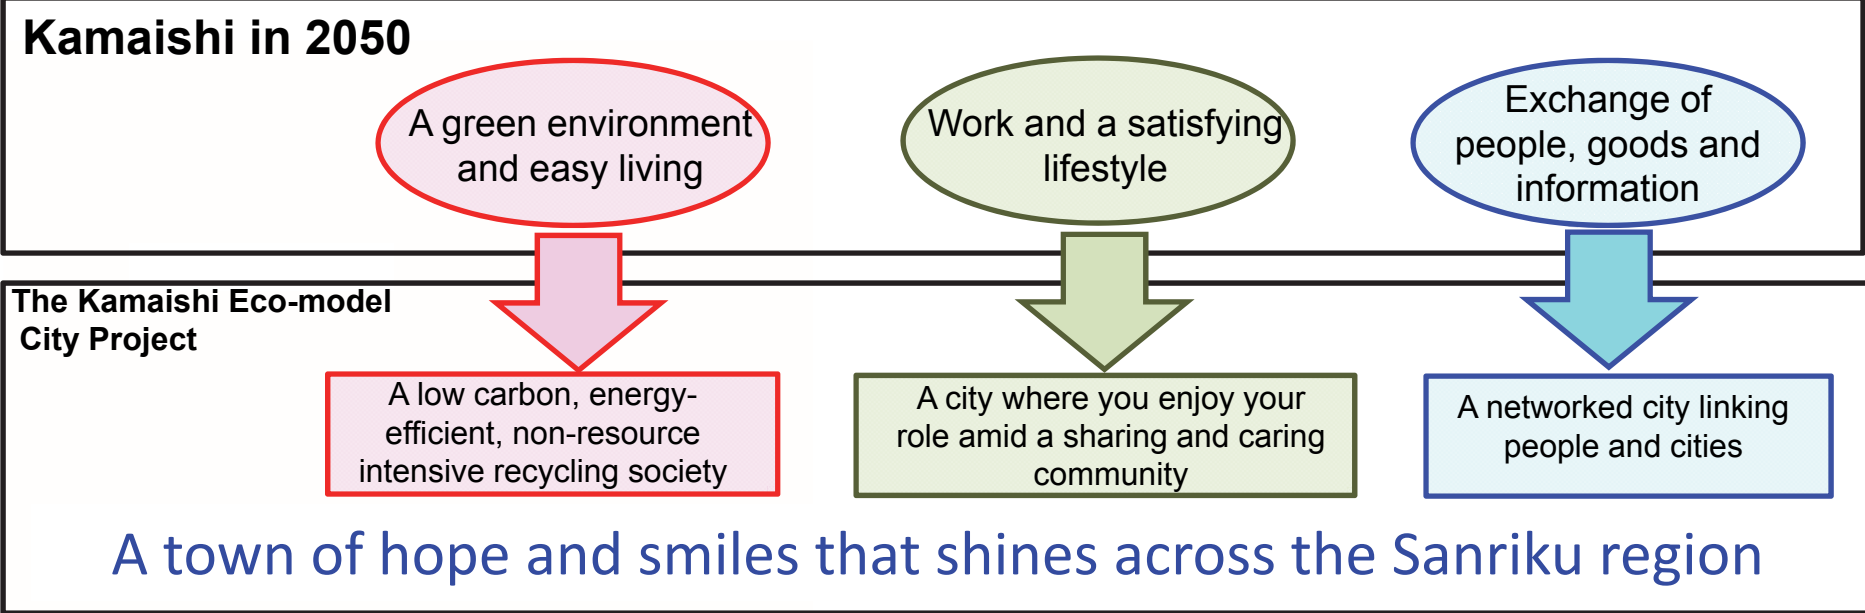 Kamaishi in 2050
A green environment
and easy living
Work and a satisfying
lifestyle
Exchange of
people, goods and
information
The Kamaishi Eco-model
City Project
A low carbon, energy-
efficient, non-resource
intensive recycling society
A city where you enjoy your
role amid a sharing and caring
community
A networked city linking
people and cities
A town of hope and smiles that shines across the Sanriku region